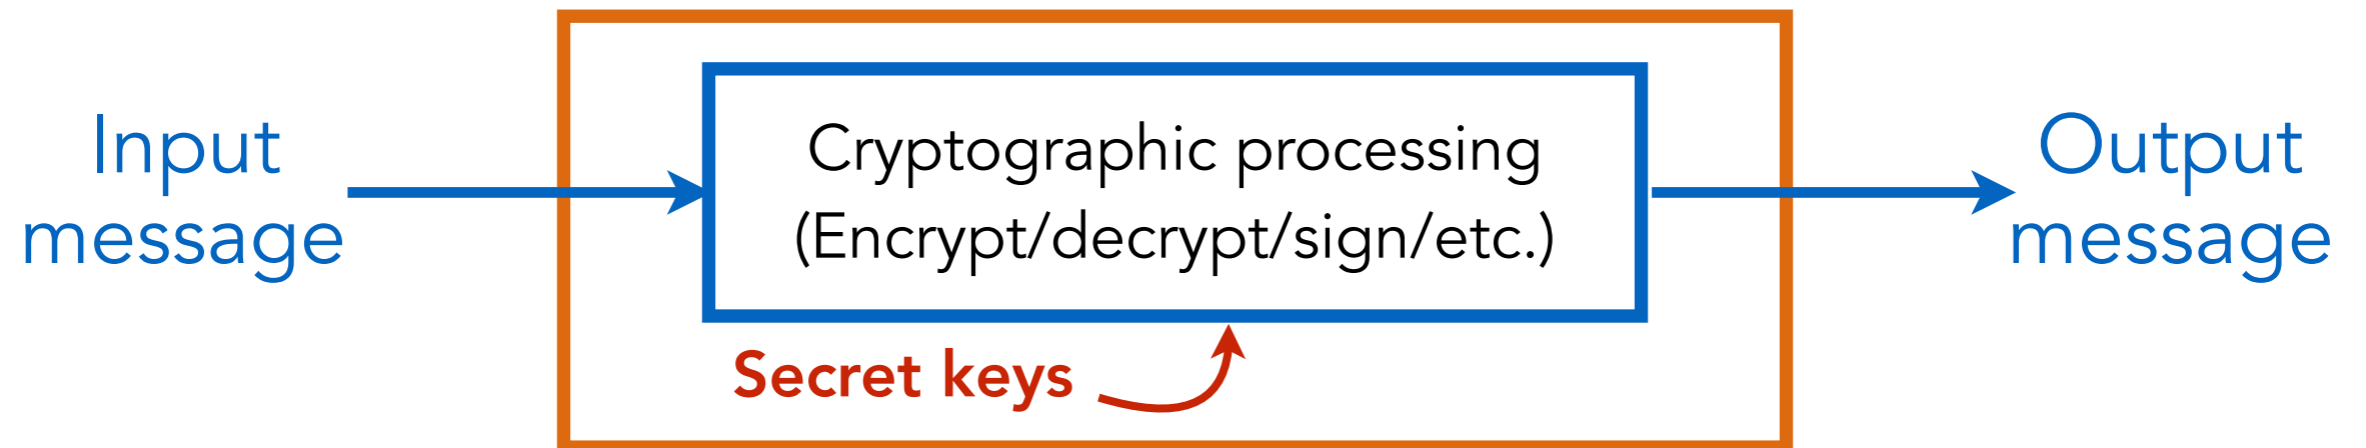 Input
message
Cryptographic processing
(Encrypt/decrypt/sign/etc.)
Secret keys
Output
message